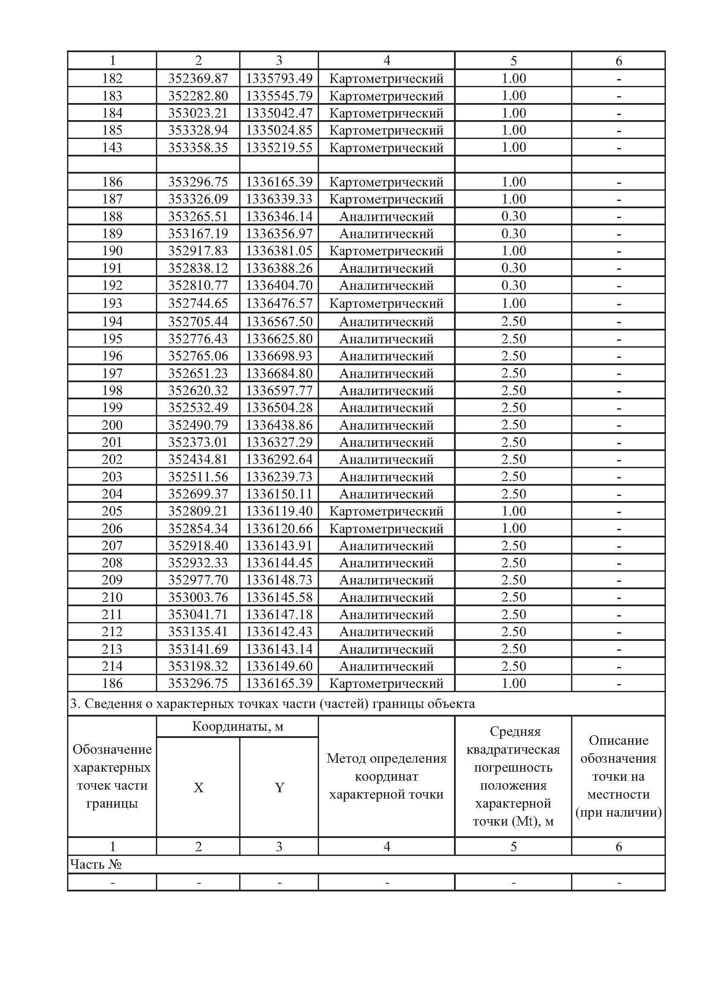 1 2 3 4 5 6
182 352369.87 1335793.49 Картометрический 1.00 -
183 352282.80 1335545.79 Картометрический 1.00 -
184 353023.21 1335042.47 Картометрический 1.00 -
185 353328.94 1335024.85 Картометрический 1.00 -
143 353358.35 1335219.55 Картометрический 1.00 -
186 353296.75 1336165.39 Картометрический 1.00 -
187 353326.09 1336339.33 Картометрический 1.00 -
188 353265.51 1336346.14 Аналитический 0.30 -
189 353167.19 1336356.97 Аналитический 0.30 -
190 352917.83 1336381.05 Картометрический 1.00 -
191 352838.12 1336388.26 Аналитический 0.30 -
192 352810.77 1336404.70 Аналитический 0.30 -
193 352744.65 1336476.57 Картометрический 1.00 -
194 352705.44 1336567.50 Аналитический 2.50 -
195 352776.43 1336625.80 Аналитический 2.50 -
196 352765.06 1336698.93 Аналитический 2.50 -
197 352651.23 1336684.80 Аналитический 2.50 -
198 352620.32 1336597.77 Аналитический 2.50 -
199 352532.49 1336504.28 Аналитический 2.50 -
200 352490.79 1336438.86 Аналитический 2.50 -
201 352373.01 1336327.29 Аналитический 2.50 -
202 352434.81 1336292.64 Аналитический 2.50 -
203 352511.56 1336239.73 Аналитический 2.50 -
204 352699.37 1336150.11 Аналитический 2.50 -
205 352809.21 1336119.40 Картометрический 1.00 -
206 352854.34 1336120.66 Картометрический 1.00 -
207 352918.40 1336143.91 Аналитический 2.50 -
208 352932.33 1336144.45 Аналитический 2.50 -
209 352977.70 1336148.73 Аналитический 2.50 -
210 353003.76 1336145.58 Аналитический 2.50 -
211 353041.71 1336147.18 Аналитический 2.50 -
212 353135.41 1336142.43 Аналитический 2.50 -
213 353141.69 1336143.14 Аналитический 2.50 -
214 353198.32 1336149.60 Аналитический 2.50 -
186 353296.75 1336165.39 Картометрический 1.00 -
3. Сведения о характерных точках части (частей) границы объекта
Обозначение
характерных
точек части
границы
Координаты, м
X Y
Метод определения
координат
характерной точки
Средняя
квадратическая
погрешность
положения
характерной
точки (Mt), м
Описание
обозначения
точки на
местности
(при наличии)
1 2 3 4 5 6
Часть №
- - - - - -